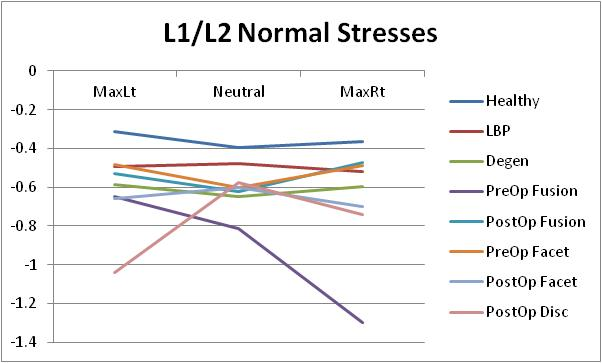 L1/L2 Normal Stresses
0
MaxLt Neutral MaxRt
-0.2
-0.4
-0.6
-0.8
-1
-1.2
-1.4
Healthy
LBP
Degen
PreOp Fusion
PostOp Fusion
PreOp Facet
PostOp Facet
PostOp Disc